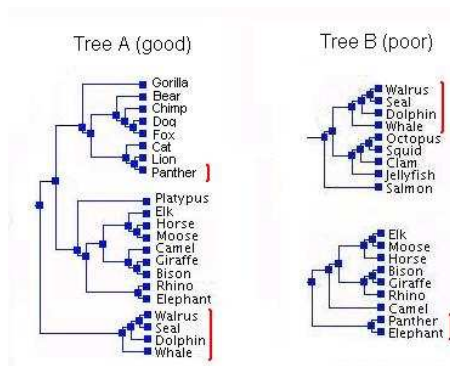 Tree A (good)
Gorilla
Bear
Chimp
Dog
Fox
Cat
Lion
Panther
Platypus
Elk
Horse
Moose
Camel
Giraffe
Bison
Rhino
Elephant
Walrus
Seal
Dolphin
Whale
Tree B (poor)
Walrus
Seal
Dolphin
Whale
Octopus
Squid
Clam
Jellyfish
Salmon
Elk
Moose
Horse
Bison
Giraffe
Rhino
Camel
Panther
Elephant